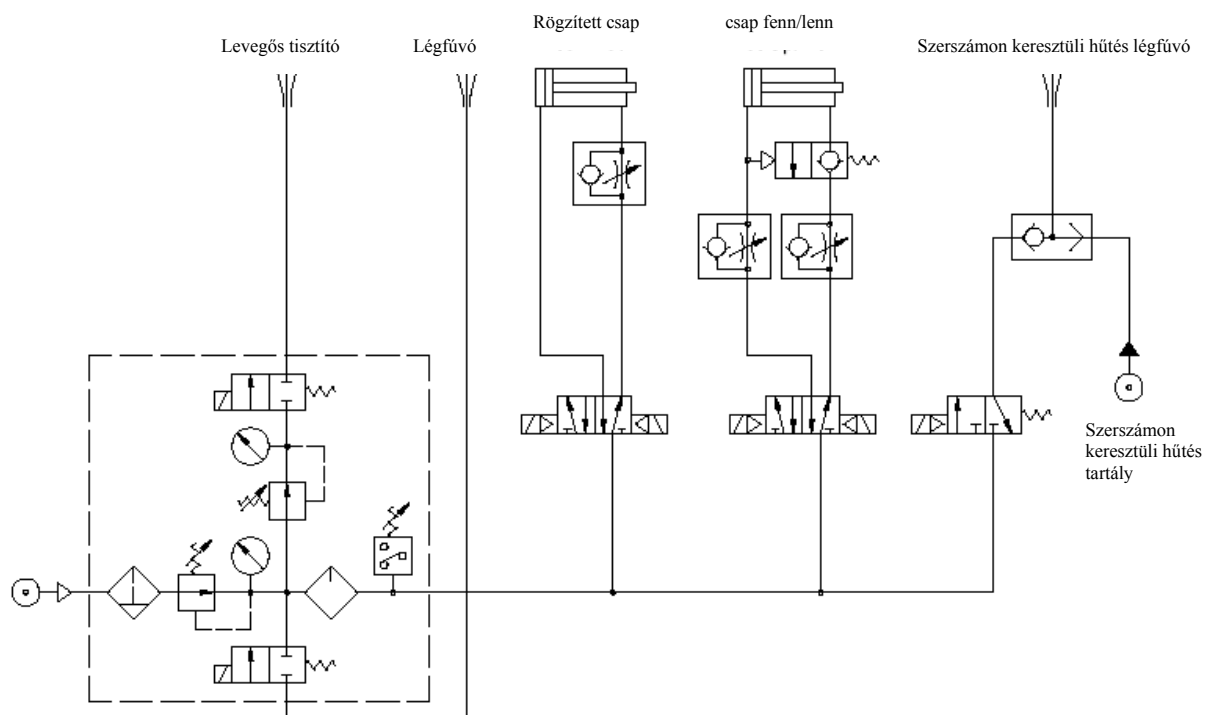 Levegős tisztító
Légfúvó
Rögzített csap
csap fenn/lenn
Szerszámon keresztüli hűtés légfúvó
Szerszámon
keresztüli hűtés
tartály